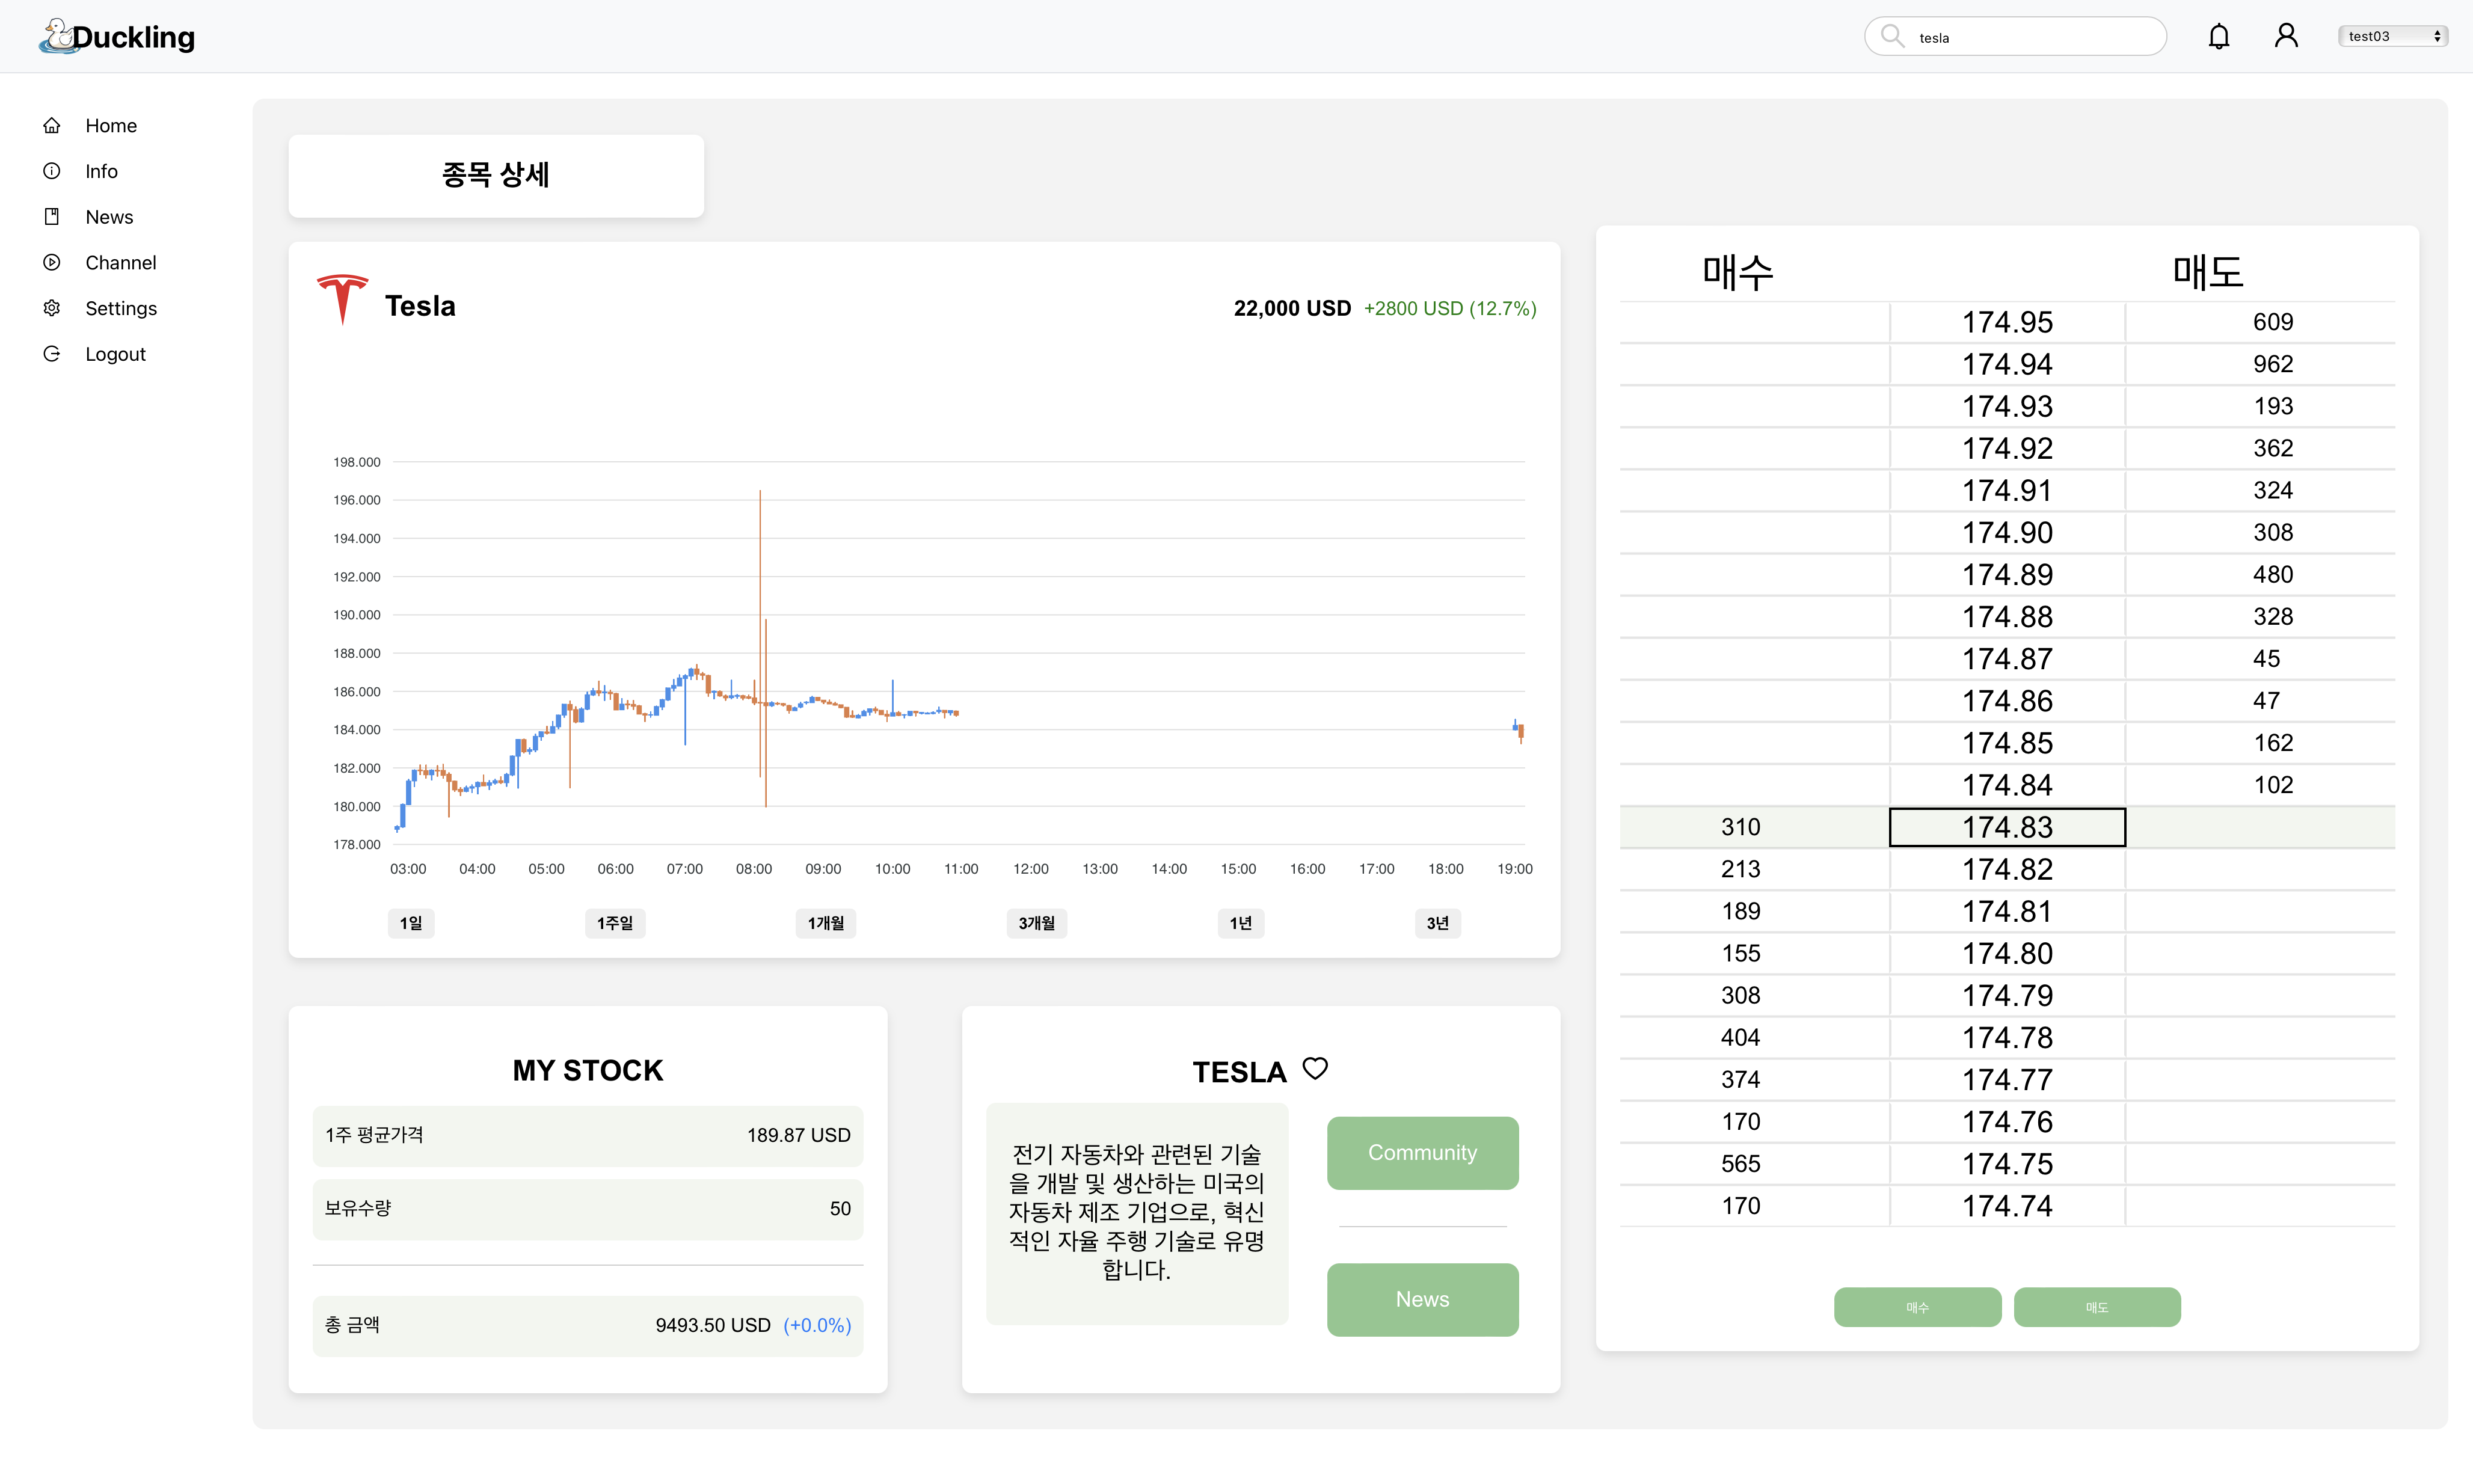 Duckling
tesla
test03
Home
Info
News
Channel
Settings
Logout
종목 상세
Tesla
22,000 USD +2800 USD (12.7%)
198.000
196.000
194.000
192.000
190.000
188.000
186.000
184.000
182.000
180.000
178.000
03:00 04:00 05:00 06:00 07:00 08:00 09:00 10:00 11:00 12:00 13:00 14:00 15:00 16:00 17:00 18:00 19:00
1일 1주일 1개월 3개월 1년 3년
MY STOCK
1주 평균가격 189.87 USD
보유수량 50
총 금액 9493.50 USD (+0.0%)
TESLA
전기 자동차와 관련된 기술
을 개발 및 생산하는 미국의
자동차 제조 기업으로, 혁신
적인 자율 주행 기술로 유명
합니다.
Community
News
매수 매도
174.95 609
174.94 962
174.93 193
174.92 362
174.91 324
174.90 308
174.89 480
174.88 328
174.87 45
174.86 47
174.85 162
174.84 102
310 174.83
213 174.82
189 174.81
155 174.80
308 174.79
404 174.78
374 174.77
170 174.76
565 174.75
170 174.74
매수 매도